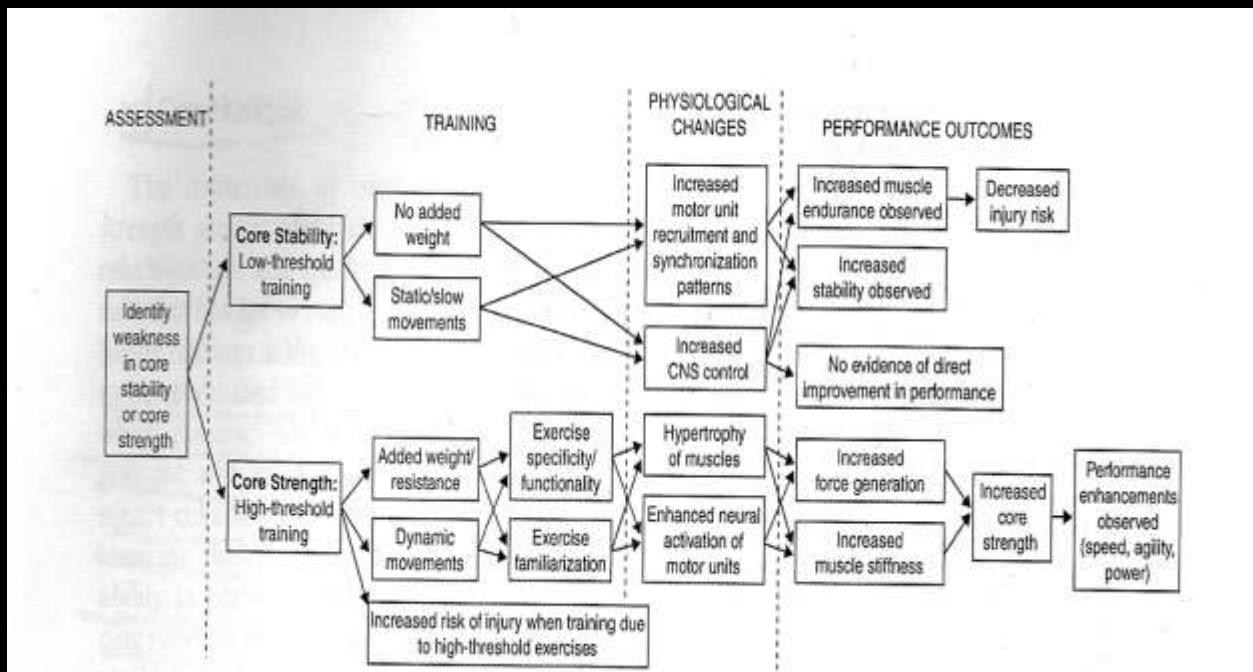 ASSESSMENT
TRAINING
PHYSIOLOGICAL
CHANGES
PERFORMANCE OUTCOMES
Identify
weakness
in core
stability
or core
strength
Core Stability:
Low-threshold
training
No added
weight
Static/slow
movements
Increased
motor unit
recruitment and
synchronization
patterns
Increased
CNS control
Increased muscle
endurance observed
Decreased
injury risk
Increased
stability observed
No evidence of direct
improvement in performance
Core Strength:
High-threshold
training
Added weight/
resistance
Dynamic
movements
Exercise
specificity/
functionality
Exercise
familiarization
Increased risk of injury when training due
to high-threshold exercises
Hypertrophy
of muscles
Enhanced neural
activation of
motor units
Increased
force generation
Increased
muscle stiffness
Increased
core
strength
Performance
enhancements
observed
(speed, agility,
power)